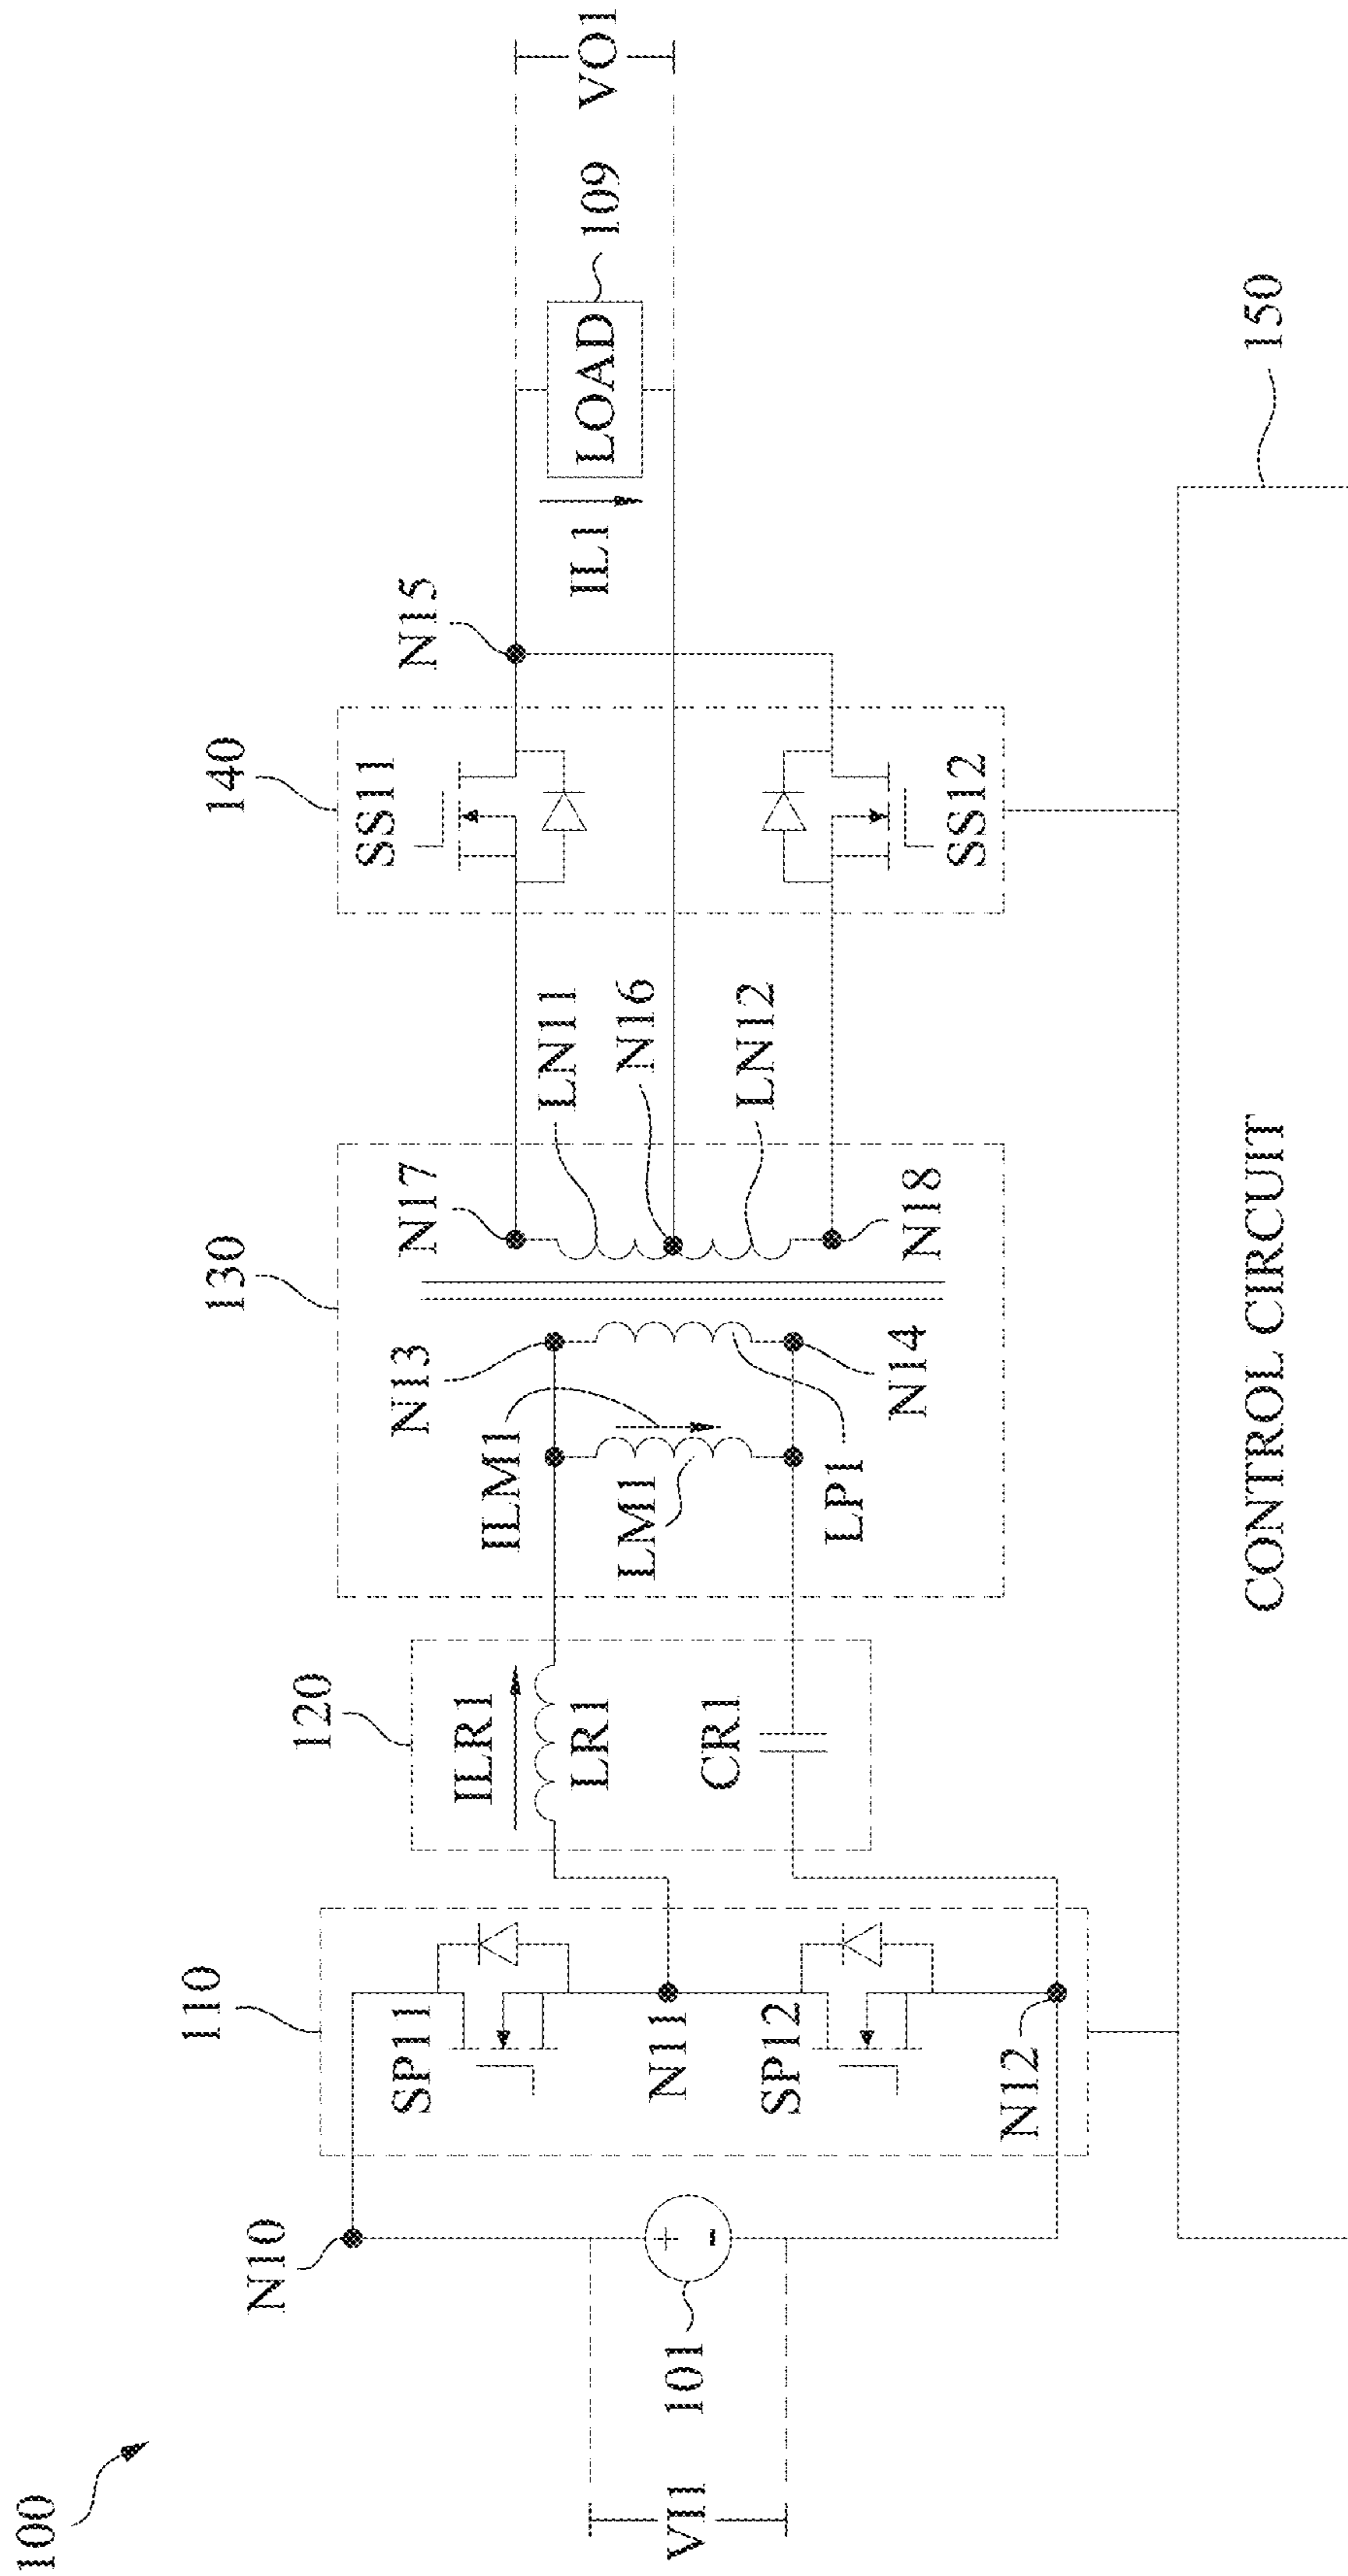 100
VI1
101
N10
110
SP11
N11
SP12
N12
120
ILR1
LR1
CR1
130
N13
ILM1
LM1
LP1
N14
N17
LN11
N16
LN12
N18
140
SS11
SS12
N15
IL1
LOAD
109
VO1
CONTROL CIRCUIT
150